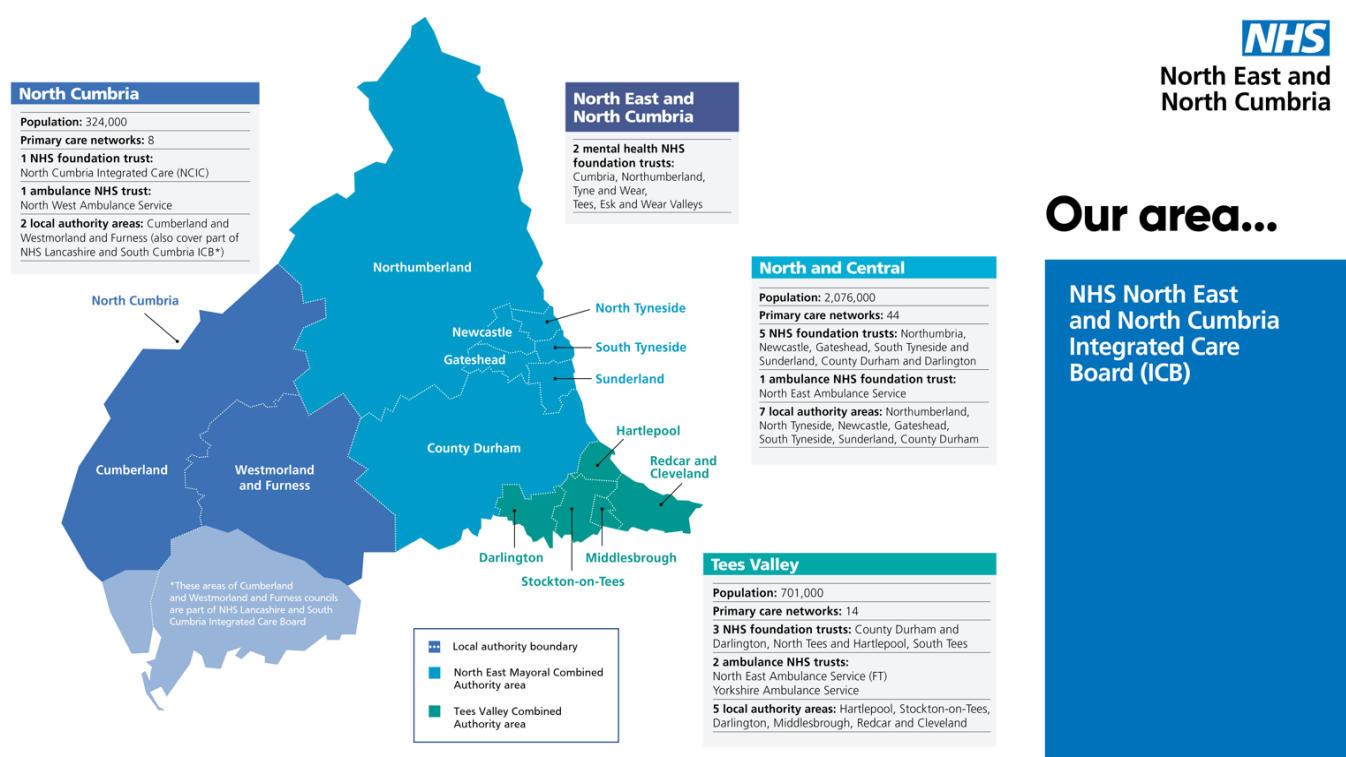 NHS
North East and
North Cumbria
Our area...
NHS North East
and North Cumbria
Integrated Care
Board (ICB)
North Cumbria
Population: 324,000
Primary care networks: 8
1 NHS foundation trust:
North Cumbria Integrated Care (NCIC)
1 ambulance NHS trust:
North West Ambulance Service
2 local authority areas: Cumberland and
Westmorland and Furness (also cover part of
NHS Lancashire and South Cumbria ICB*)
North East and
North Cumbria
2 mental health NHS
foundation trusts:
Cumbria, Northumberland,
Tyne and Wear,
Tees, Esk and Wear Valleys
North and Central
Population: 2,076,000
Primary care networks: 44
5 NHS foundation trusts: Northumbria,
Newcastle, Gateshead, South Tyneside and
Sunderland, County Durham and Darlington
1 ambulance NHS foundation trust:
North East Ambulance Service
7 local authority areas: Northumberland,
North Tyneside, Newcastle, Gateshead,
South Tyneside, Sunderland, County Durham
Tees Valley
Population: 701,000
Primary care networks: 14
3 NHS foundation trusts: County Durham and
Darlington, North Tees and Hartlepool, South Tees
2 ambulance NHS trusts:
North East Ambulance Service (FT)
Yorkshire Ambulance Service
5 local authority areas: Hartlepool, Stockton-on-Tees,
Darlington, Middlesbrough, Redcar and Cleveland
Northumberland
North Cumbria
North Tyneside
Newcastle
South Tyneside
Gateshead
Sunderland
Hartlepool
County Durham
Redcar and
Cleveland
Cumberland
Westmorland
and Furness
Darlington
Middlesbrough
Stockton-on-Tees
*These areas of Cumberland
and Westmorland and Furness councils
are part of NHS Lancashire and South
Cumbria Integrated Care Board
Local authority boundary
North East Mayoral Combined
Authority area
Tees Valley Combined
Authority area